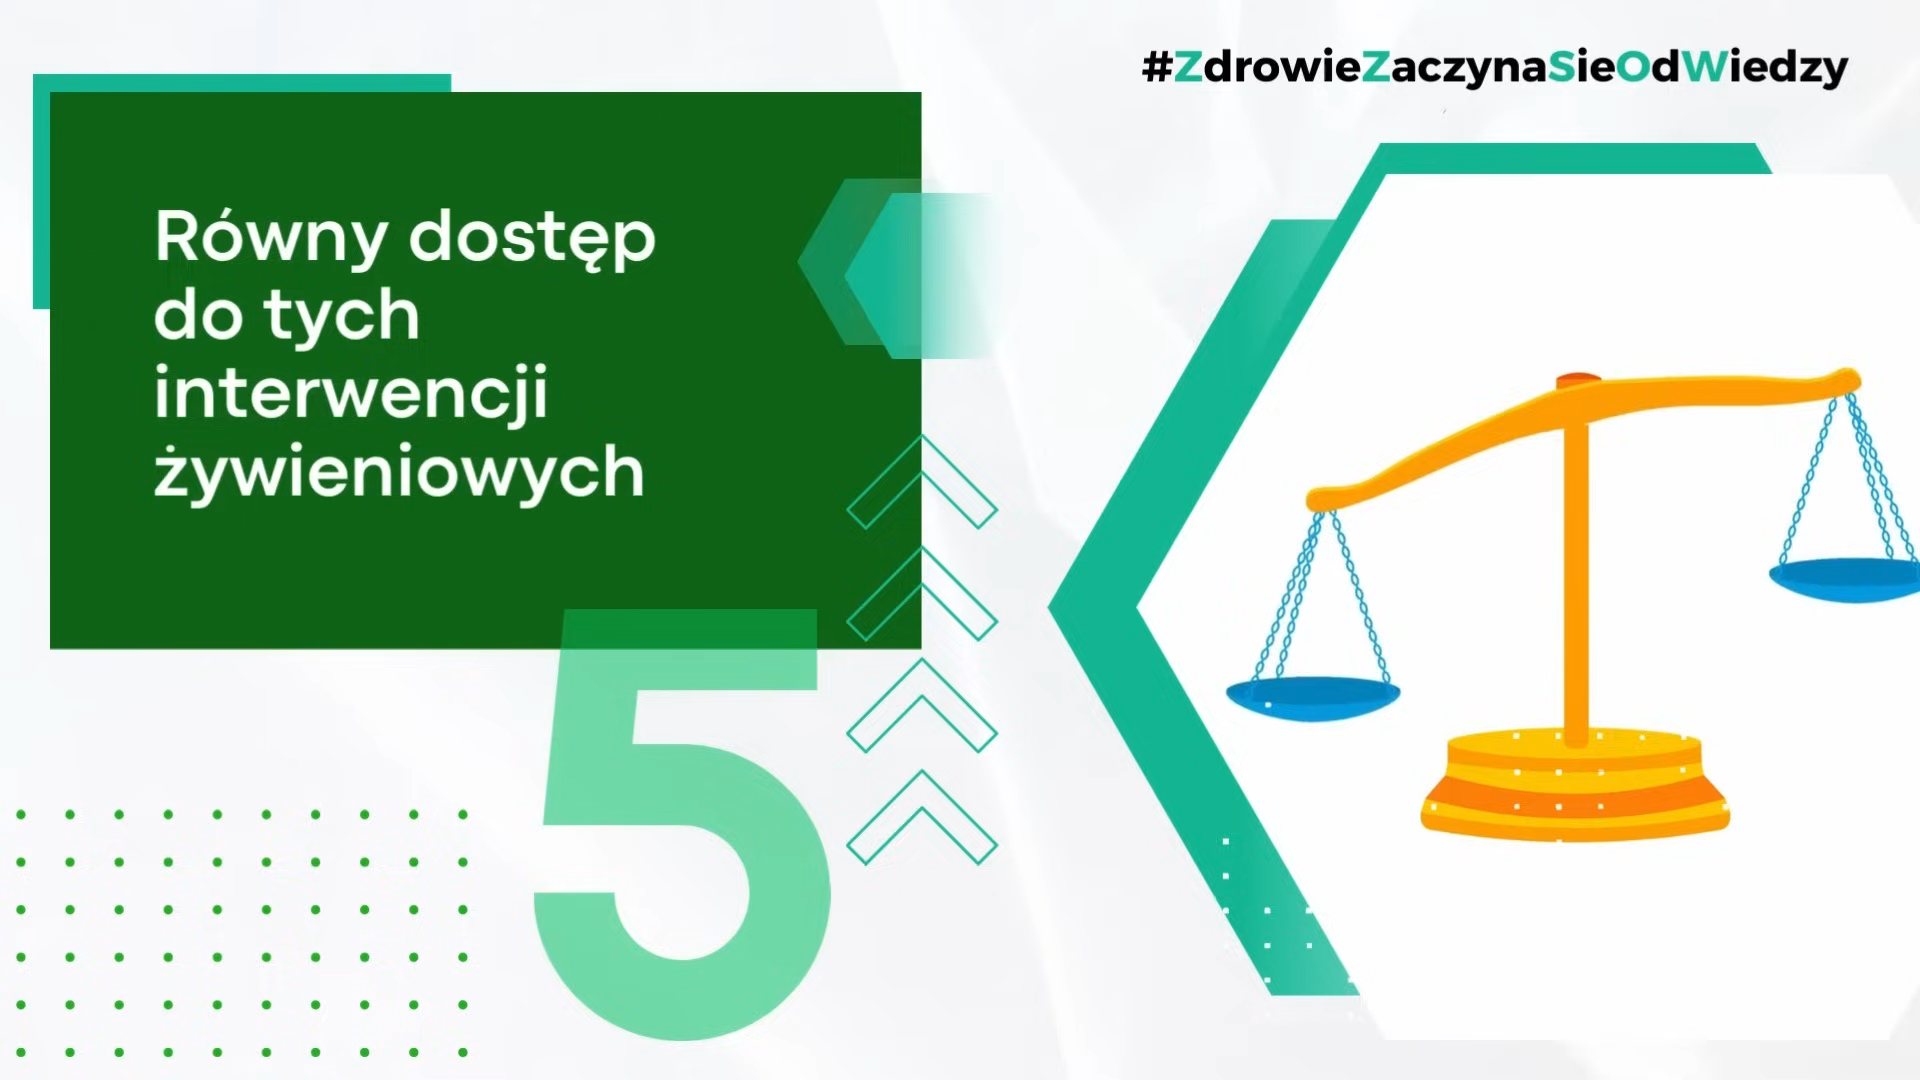 #ZdrowieZaczynaSieOdWiedzy
Równy dostęp
do tych
interwencji
żywieniowych
5